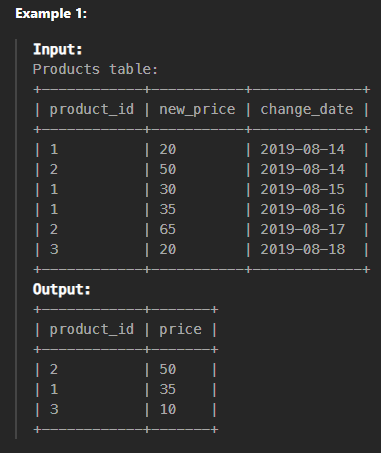 Example 1:
Input:
Products table:
+------------+-----------+-------------+
| product_id | new_price | change_date |
+------------+-----------+-------------+
| 1          | 20        | 2019-08-14  |
| 2          | 50        | 2019-08-14  |
| 1          | 30        | 2019-08-15  |
| 1          | 35        | 2019-08-16  |
| 2          | 65        | 2019-08-17  |
| 3          | 20        | 2019-08-18  |
+------------+-----------+-------------+
Output:
+------------+-------+
| product_id | price |
+------------+-------+
| 2          | 50    |
| 1          | 35    |
| 3          | 10    |
+------------+-------+